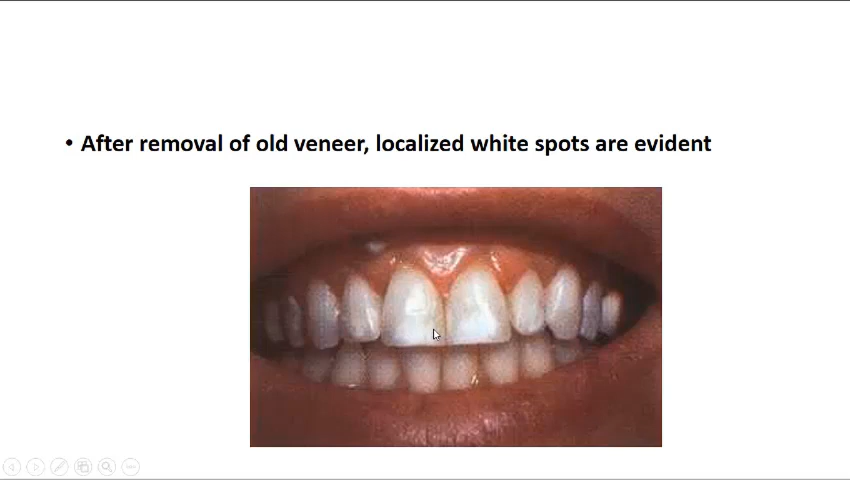 • After removal of old veneer, localized white spots are evident